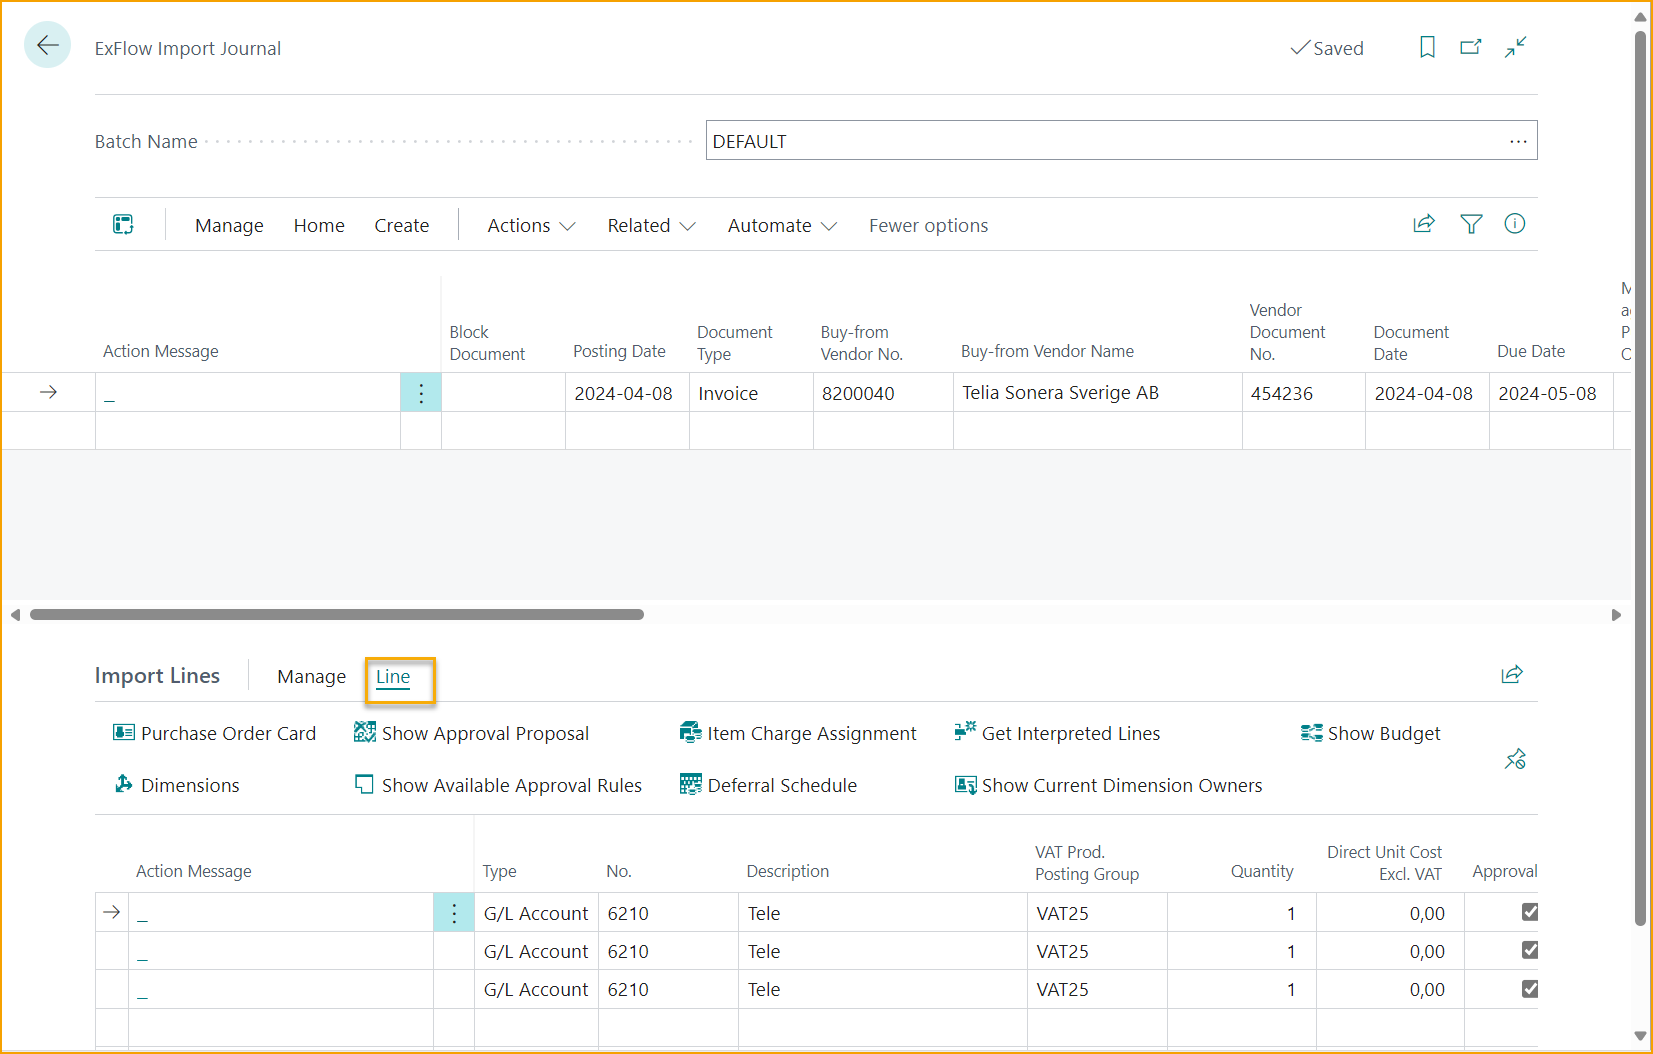 ExFlow Import Journal
Saved
Batch Name
DEFAULT
Manage Home Create Actions Related Automate Fewer options
Action Message
Block Document
Posting Date
Document Type
Buy-from Vendor No.
Buy-from Vendor Name
Vendor Document No.
Document Date
Due Date
_ 2024-04-08 Invoice 8200040 Telia Sonera Sverige AB 454236 2024-04-08 2024-05-08
Import Lines Manage Line
Purchase Order Card Show Approval Proposal Item Charge Assignment Get Interpreted Lines Show Budget
Dimensions Show Available Approval Rules Deferral Schedule Show Current Dimension Owners
Action Message
Type
No.
Description
VAT Prod. Posting Group
Quantity
Direct Unit Cost Excl. VAT
Approval
_ G/L Account 6210 Tele VAT25 1 0,00
_ G/L Account 6210 Tele VAT25 1 0,00
_ G/L Account 6210 Tele VAT25 1 0,00